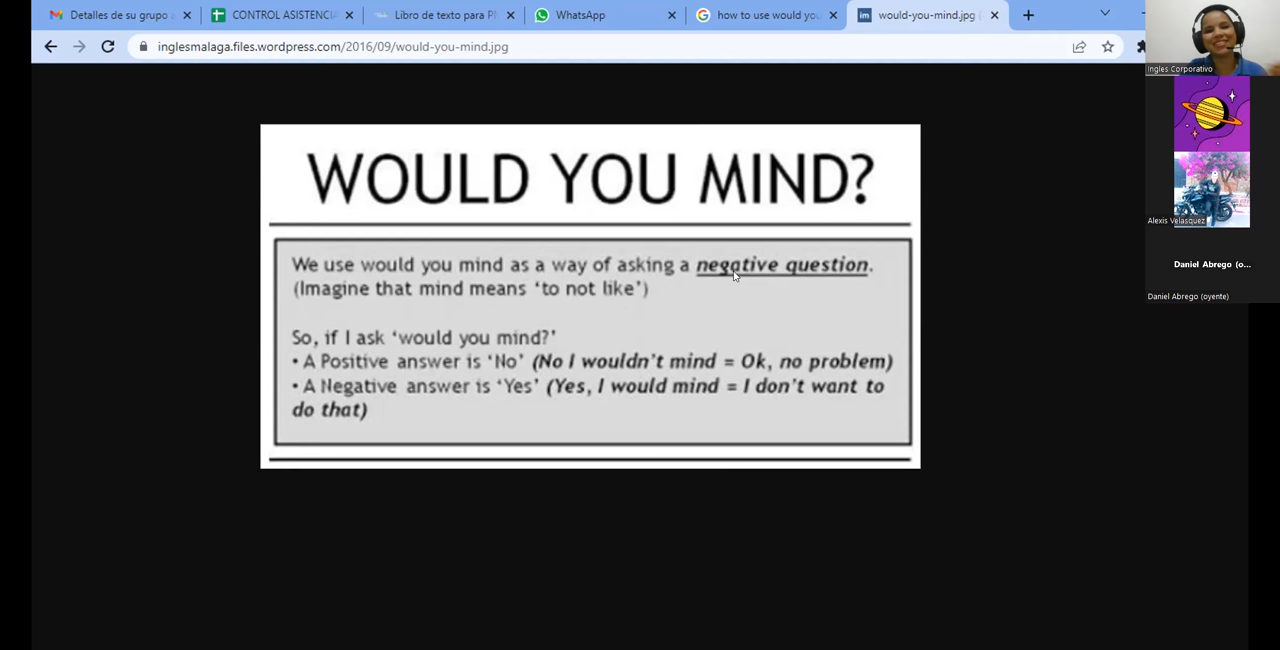 Detalles de su grupo
CONTROL ASISTENCIA
Libro de texto para
WhatsApp
how to use would you
would-you-mind.jpg
inglesmalaga.files.wordpress.com/2016/09/would-you-mind.jpg
Ingles Corporativo
Alexis Velasquez
Daniel Abrego (o...
Daniel Abrego (oyente)
WOULD YOU MIND?
We use would you mind as a way of asking a negative question.
(Imagine that mind means ‘to not like’)
So, if I ask ‘would you mind?’
• A Positive answer is ‘No’ (No I wouldn’t mind = Ok, no problem)
• A Negative answer is ‘Yes’ (Yes, I would mind = I don’t want to
do that)